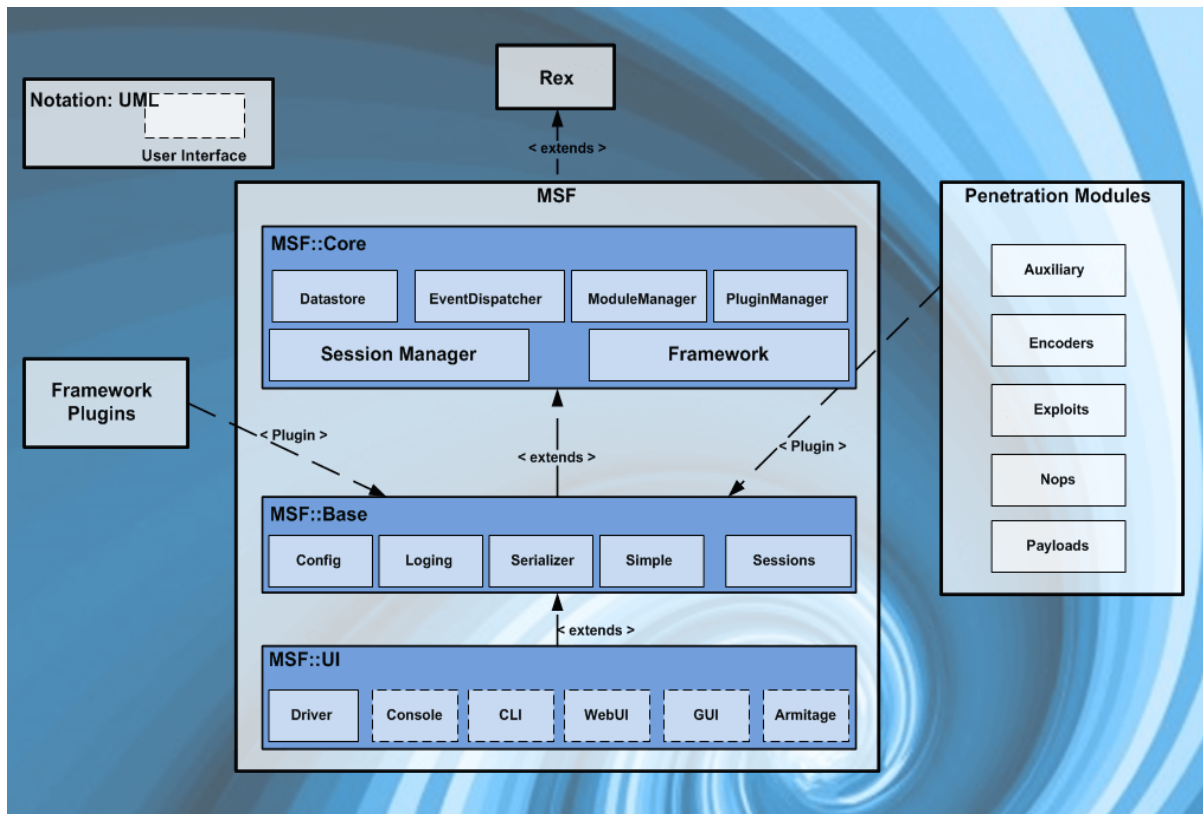 Rex
Notation: UML
User Interface
< extends >
MSF
Penetration Modules
MSF::Core
Datastore
EventDispatcher
ModuleManager
PluginManager
Session Manager
Framework
Auxiliary
Encoders
Exploits
Nops
Payloads
Framework
Plugins
< Plugin >
< extends >
< Plugin >
MSF::Base
Config
Loging
Serializer
Simple
Sessions
< extends >
MSF::UI
Driver
Console
CLI
WebUI
GUI
Armitage